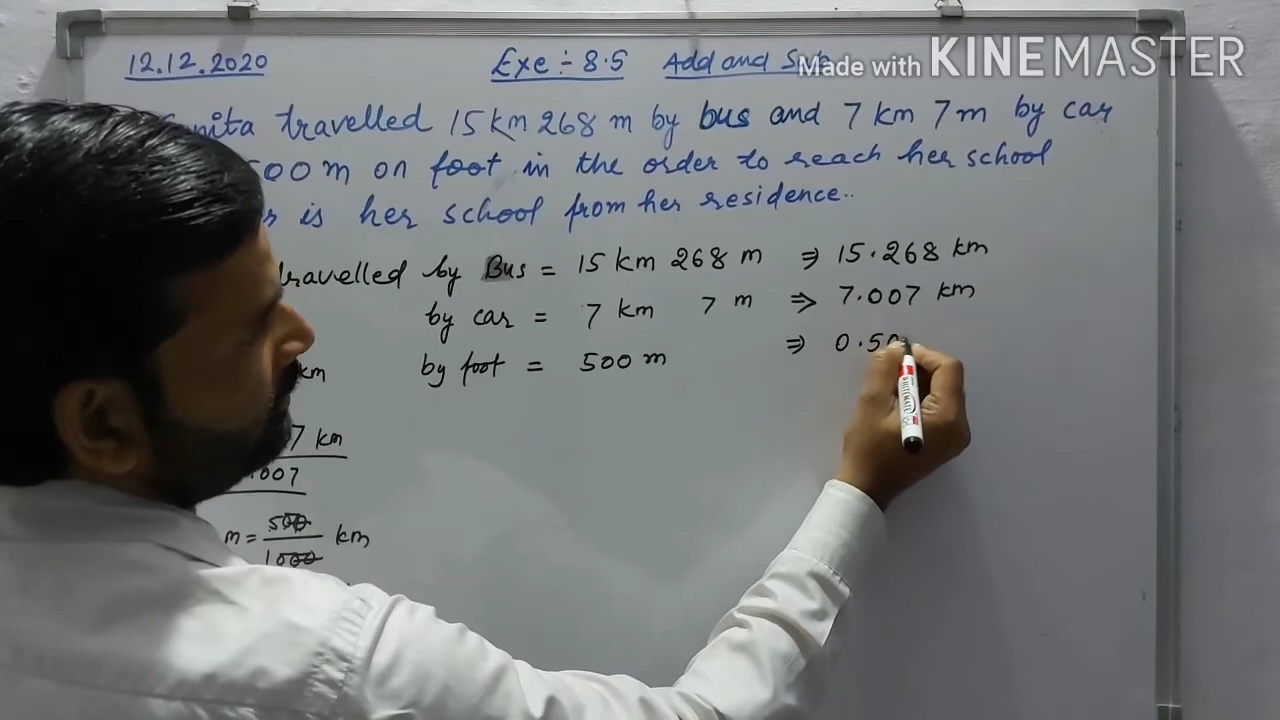 12.12.2020 Exe ÷ 8.5 Add and
Made with KINEMASTER
travelled 15 km 268 m by bus and 7 km 7 m by car
500 m on foot in the order to reach her school
is her school from her residence..
travelled by Bus = 15 km 268 m ⇒ 15.268 km
by car = 7 km 7 m ⇒ 7.007 km
by foot = 500 m ⇒ 0.50
km
7 km
.007
m = 500/1000 km
WHITEMATE